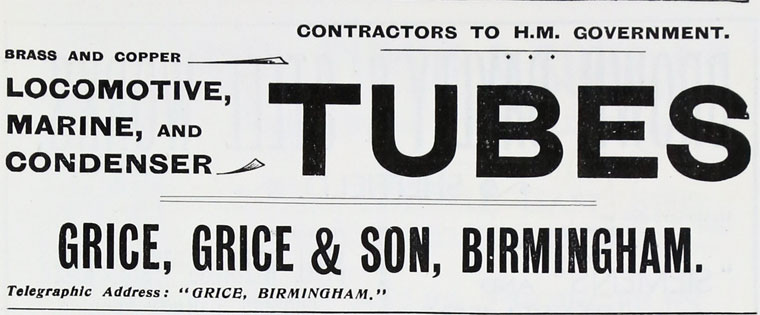 CONTRACTORS TO H.M. GOVERNMENT.
BRASS AND COPPER
LOCOMOTIVE,
MARINE, AND
CONDENSER
TUBES
GRICE, GRICE & SON, BIRMINGHAM.
Telegraphic Address: "GRICE, BIRMINGHAM."